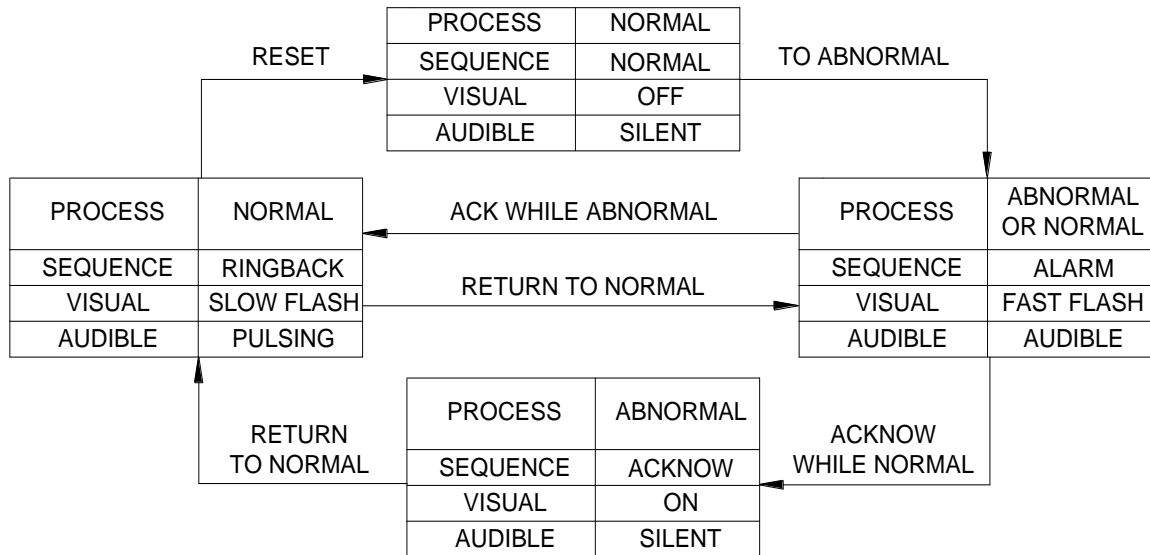 PROCESS NORMAL
SEQUENCE NORMAL
VISUAL OFF
AUDIBLE SILENT
RESET
TO ABNORMAL
PROCESS NORMAL
SEQUENCE RINGBACK
VISUAL SLOW FLASH
AUDIBLE PULSING
ACK WHILE ABNORMAL
RETURN TO NORMAL
PROCESS ABNORMAL
OR NORMAL
SEQUENCE ALARM
VISUAL FAST FLASH
AUDIBLE AUDIBLE
RETURN
TO NORMAL
PROCESS ABNORMAL
SEQUENCE ACKNOW
VISUAL ON
AUDIBLE SILENT
ACKNOW
WHILE NORMAL